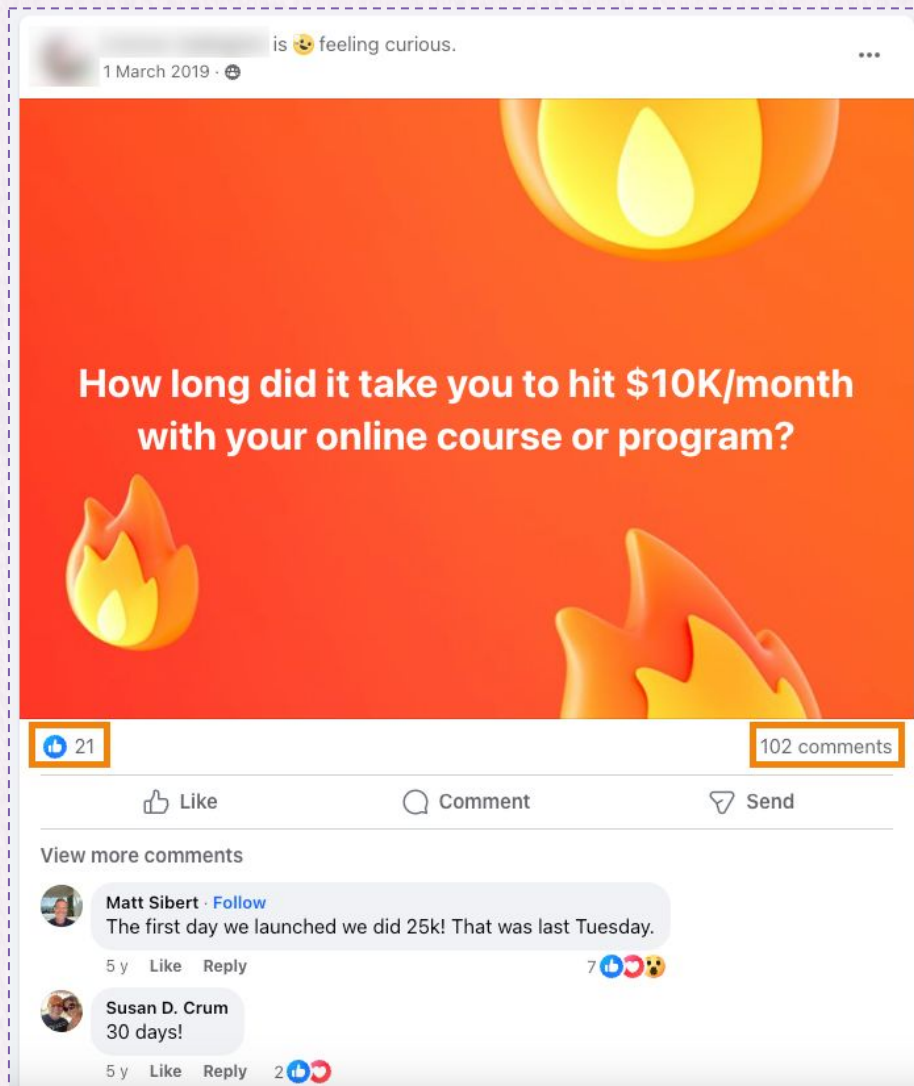 is feeling curious.
1 March 2019 ·
How long did it take you to hit $10K/month
with your online course or program?
21
102 comments
Like
Comment
Send
View more comments
Matt Sibert · Follow
The first day we launched we did 25k! That was last Tuesday.
5 y Like Reply 7
Susan D. Crum
30 days!
5 y Like Reply 2